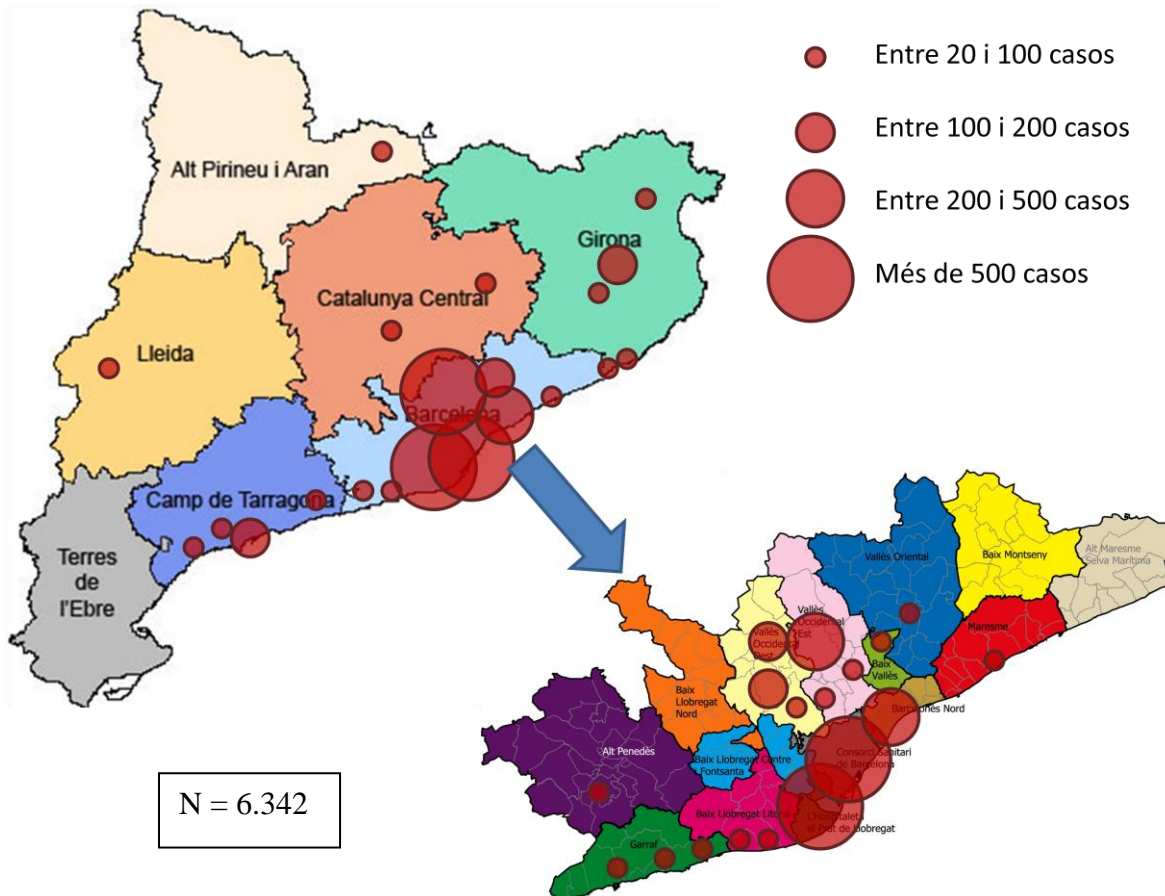 Entre 20 i 100 casos
Entre 100 i 200 casos
Entre 200 i 500 casos
Més de 500 casos
Alt Pirineu i Aran
Girona
Catalunya Central
Lleida
Barcelona
Camp de Tarragona
Terres
de
l'Ebre
N = 6.342
Vallès Oriental
Baix Montseny
Alt Maresme
Selva Marítima
Vallès
Occidental
Est
Vallès
Occidental
Oest
Maresme
Baix
Vallès
Baix
Llobregat
Nord
Barcelonès Nord
Alt Penedès
Baix Llobregat Centre
Fontsanta
Consorci Sanitari
de Barcelona
Baix Llobregat Litoral
L'Hospitalet
el Prat de Llobregat
Garraf